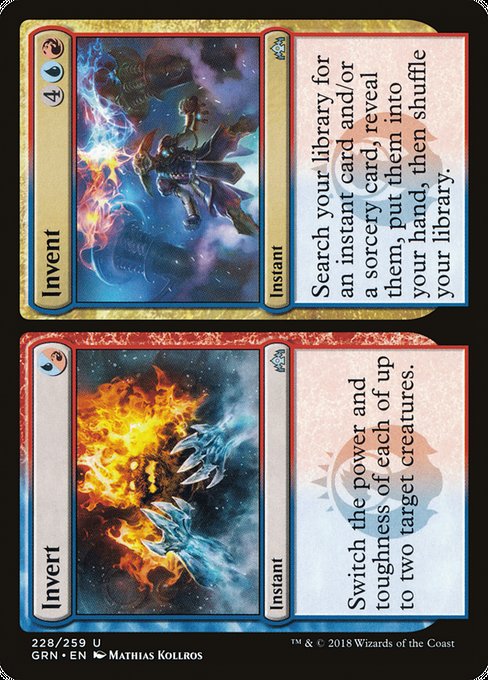 Invent
4
Instant
Search your library for
an instant card and/or
a sorcery card, reveal
them, put them into
your hand, then shuffle
your library.
Invert
Instant
Switch the power and
toughness of each of up
to two target creatures.
228/259 U
GRN • EN Mathias Kollros
™ & © 2018 Wizards of the Coast